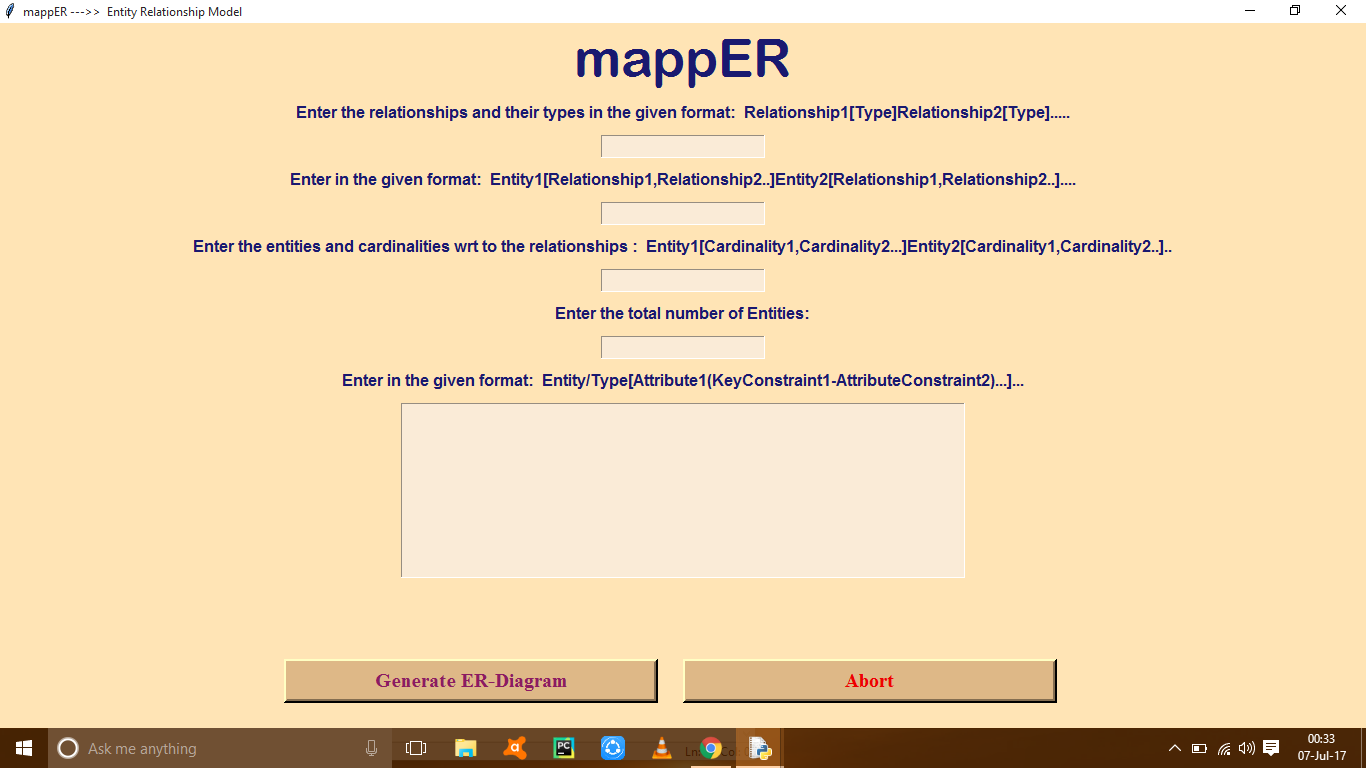 mappER --->> Entity Relationship Model
mappER
Enter the relationships and their types in the given format:  Relationship1[Type]Relationship2[Type].....
Enter in the given format:  Entity1[Relationship1,Relationship2..]Entity2[Relationship1,Relationship2..]....
Enter the entities and cardinalities wrt to the relationships :  Entity1[Cardinality1,Cardinality2...]Entity2[Cardinality1,Cardinality2..]..
Enter the total number of Entities:
Enter in the given format:  Entity/Type[Attribute1(KeyConstraint1-AttributeConstraint2)...]...
Generate ER-Diagram
Abort
Ask me anything
PC
00:33
07-Jul-17